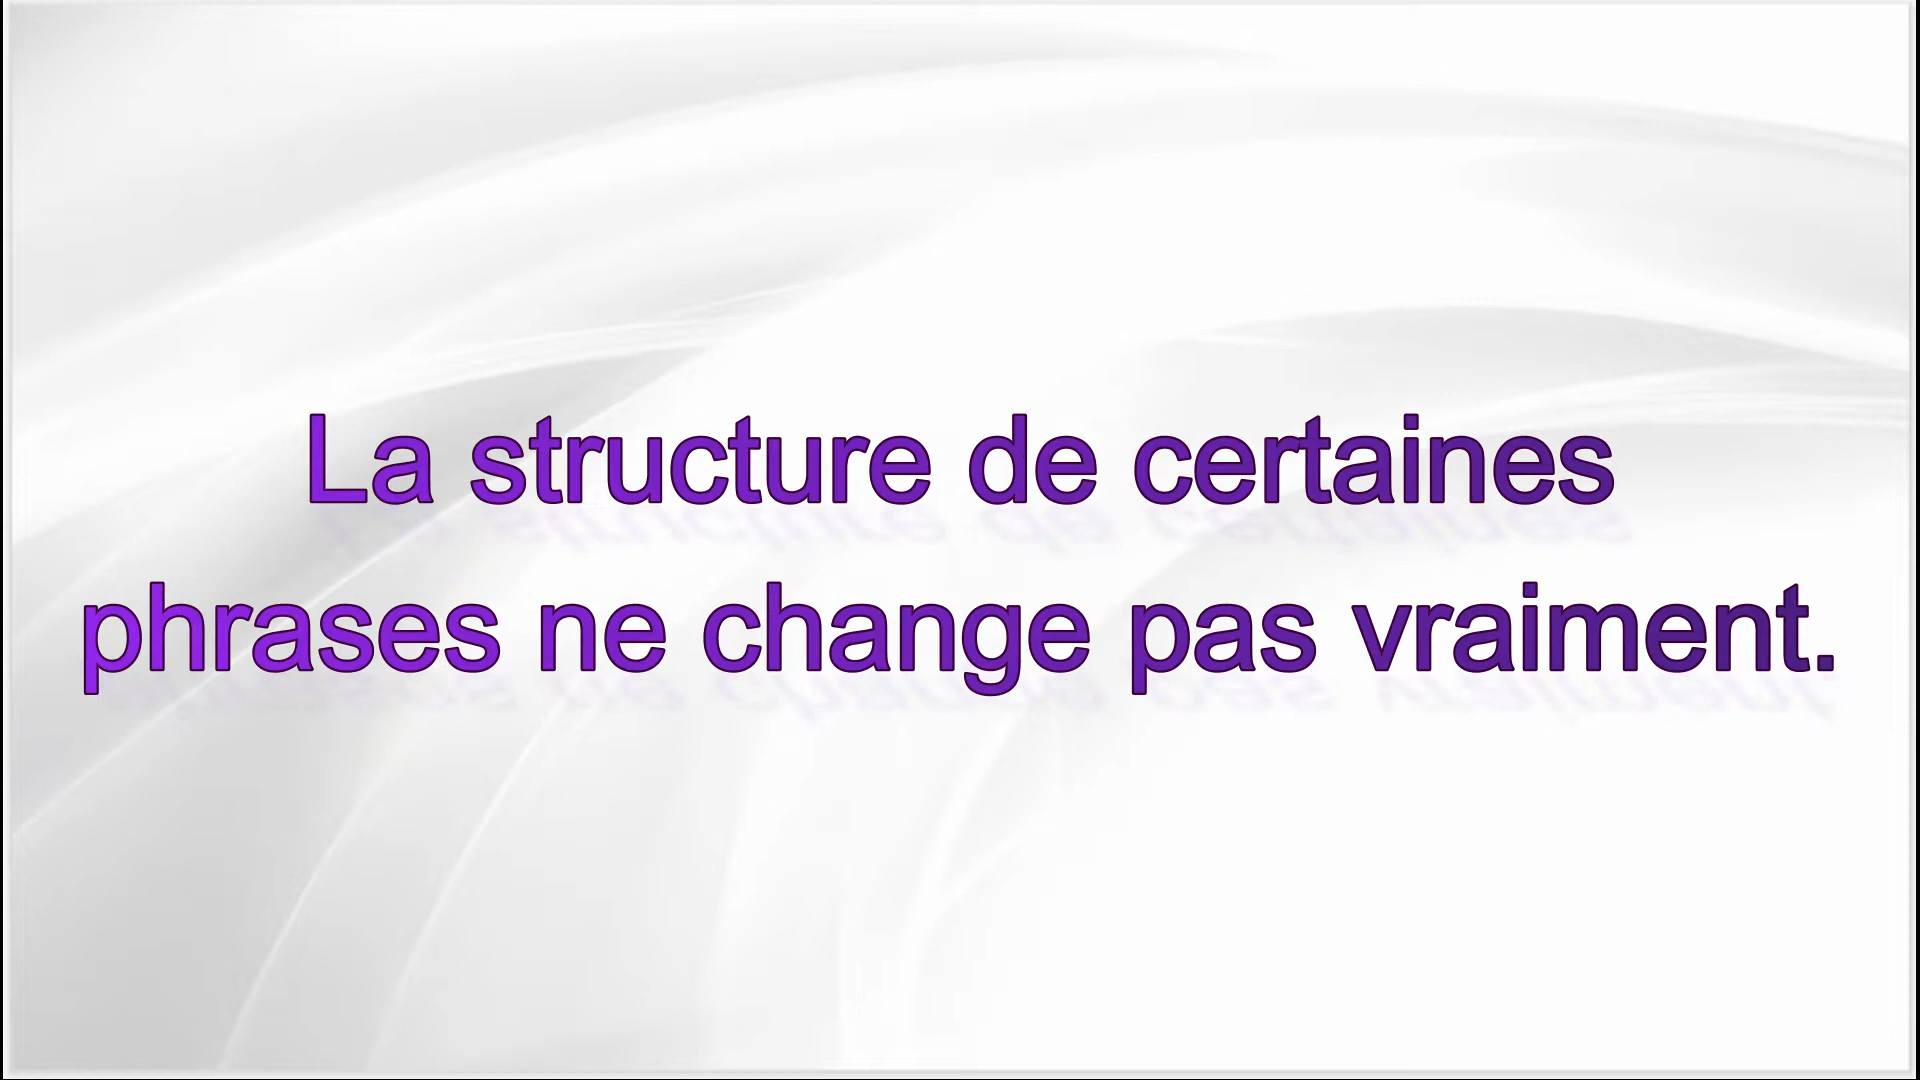 La structure de certaines
phrases ne change pas vraiment.